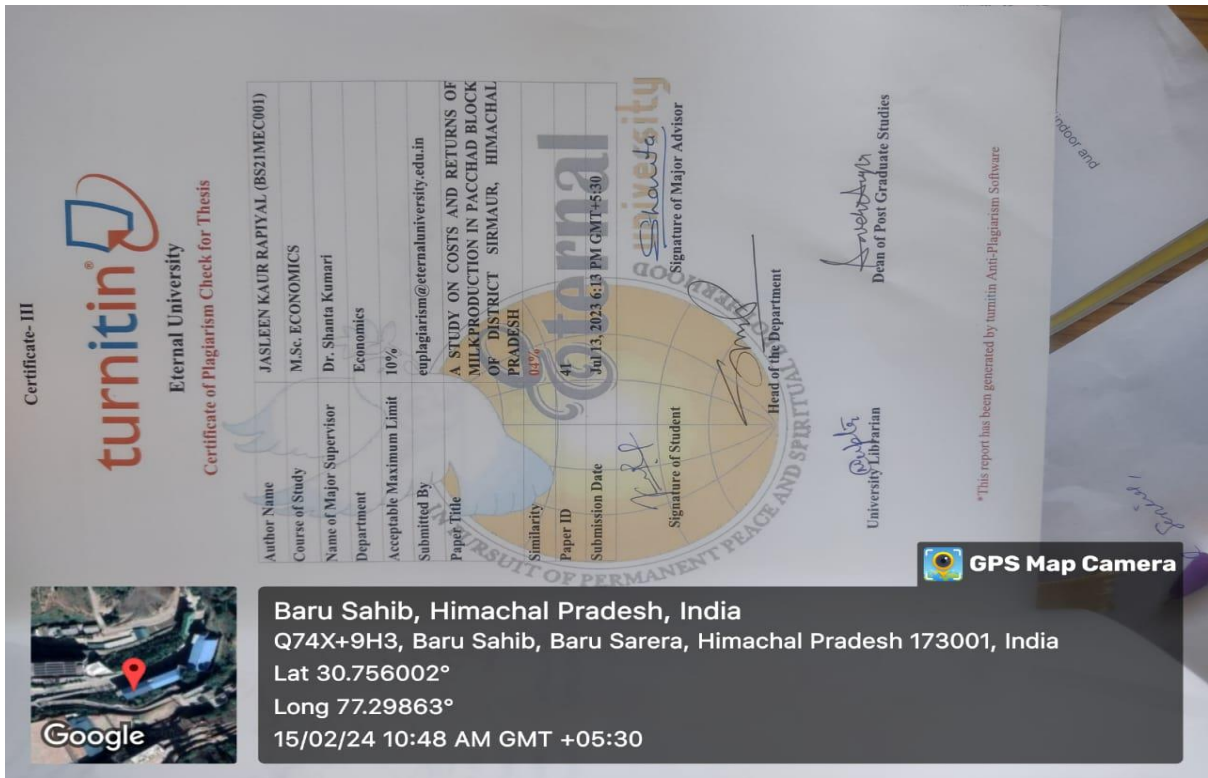 Certificate- III
turnitin
Eternal University
Certificate of Plagiarism Check for Thesis
Author Name JASLEEN KAUR RAPIYAL (BS21MEC001)
Course of Study M.Sc. ECONOMICS
Name of Major Supervisor Dr. Shanta Kumari
Department Economics
Acceptable Maximum Limit 10%
Submitted By euplagiarism@eternaluniversity.edu.in
Paper Title A STUDY ON COSTS AND RETURNS OF
MILKPRODUCTION IN PACCHAD BLOCK
OF DISTRICT SIRMAUR, HIMACHAL
PRADESH
Similarity 04%
Paper ID 41
Submission Date Jul 13, 2023 6:13 PM GMT+5:30
Eternal
University
IN PURSUIT OF PERMANENT PEACE AND SPIRITUAL
Shanta
Signature of Student Signature of Major Advisor
Head of the Department
University Librarian Dean of Post Graduate Studies
*This report has been generated by turnitin Anti-Plagiarism Software
indoor and
GPS Map Camera
Google
Baru Sahib, Himachal Pradesh, India
Q74X+9H3, Baru Sahib, Baru Sarera, Himachal Pradesh 173001, India
Lat 30.756002°
Long 77.29863°
15/02/24 10:48 AM GMT +05:30